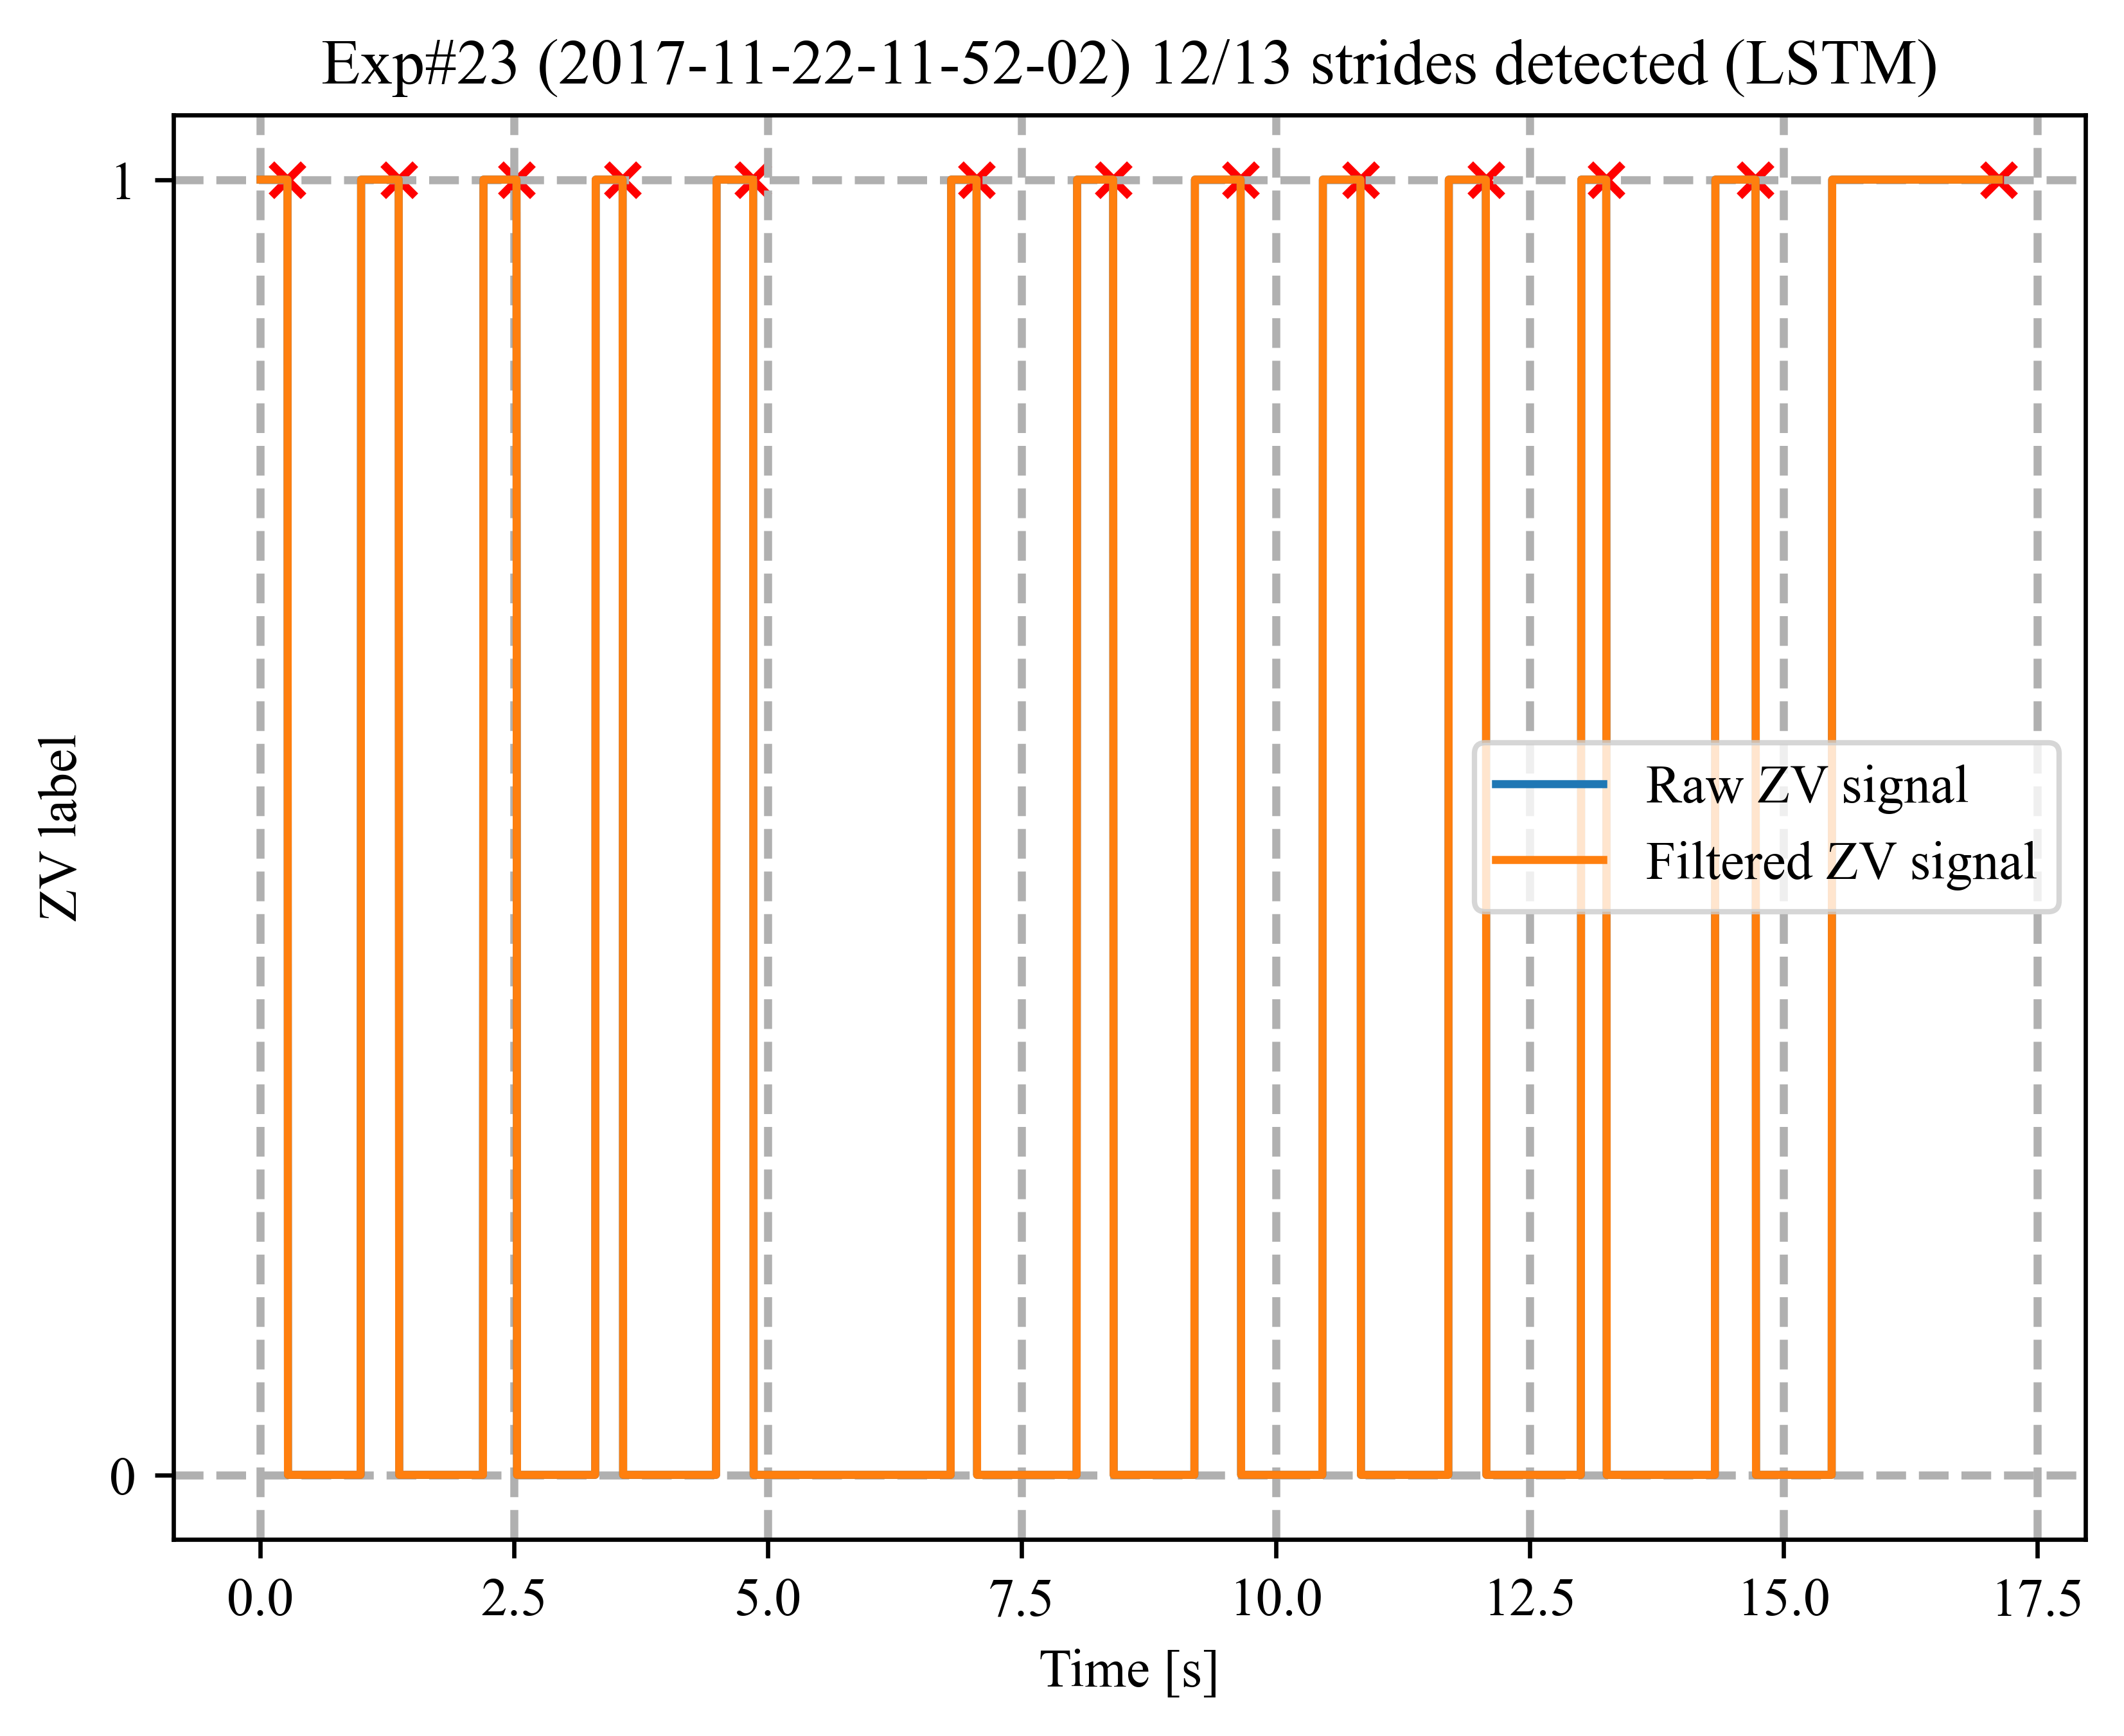 Exp#23 (2017-11-22-11-52-02) 12/13 strides detected (LSTM)
1
ZV label
Raw ZV signal
Filtered ZV signal
0
0.0 2.5 5.0 7.5 10.0 12.5 15.0 17.5
Time [s]